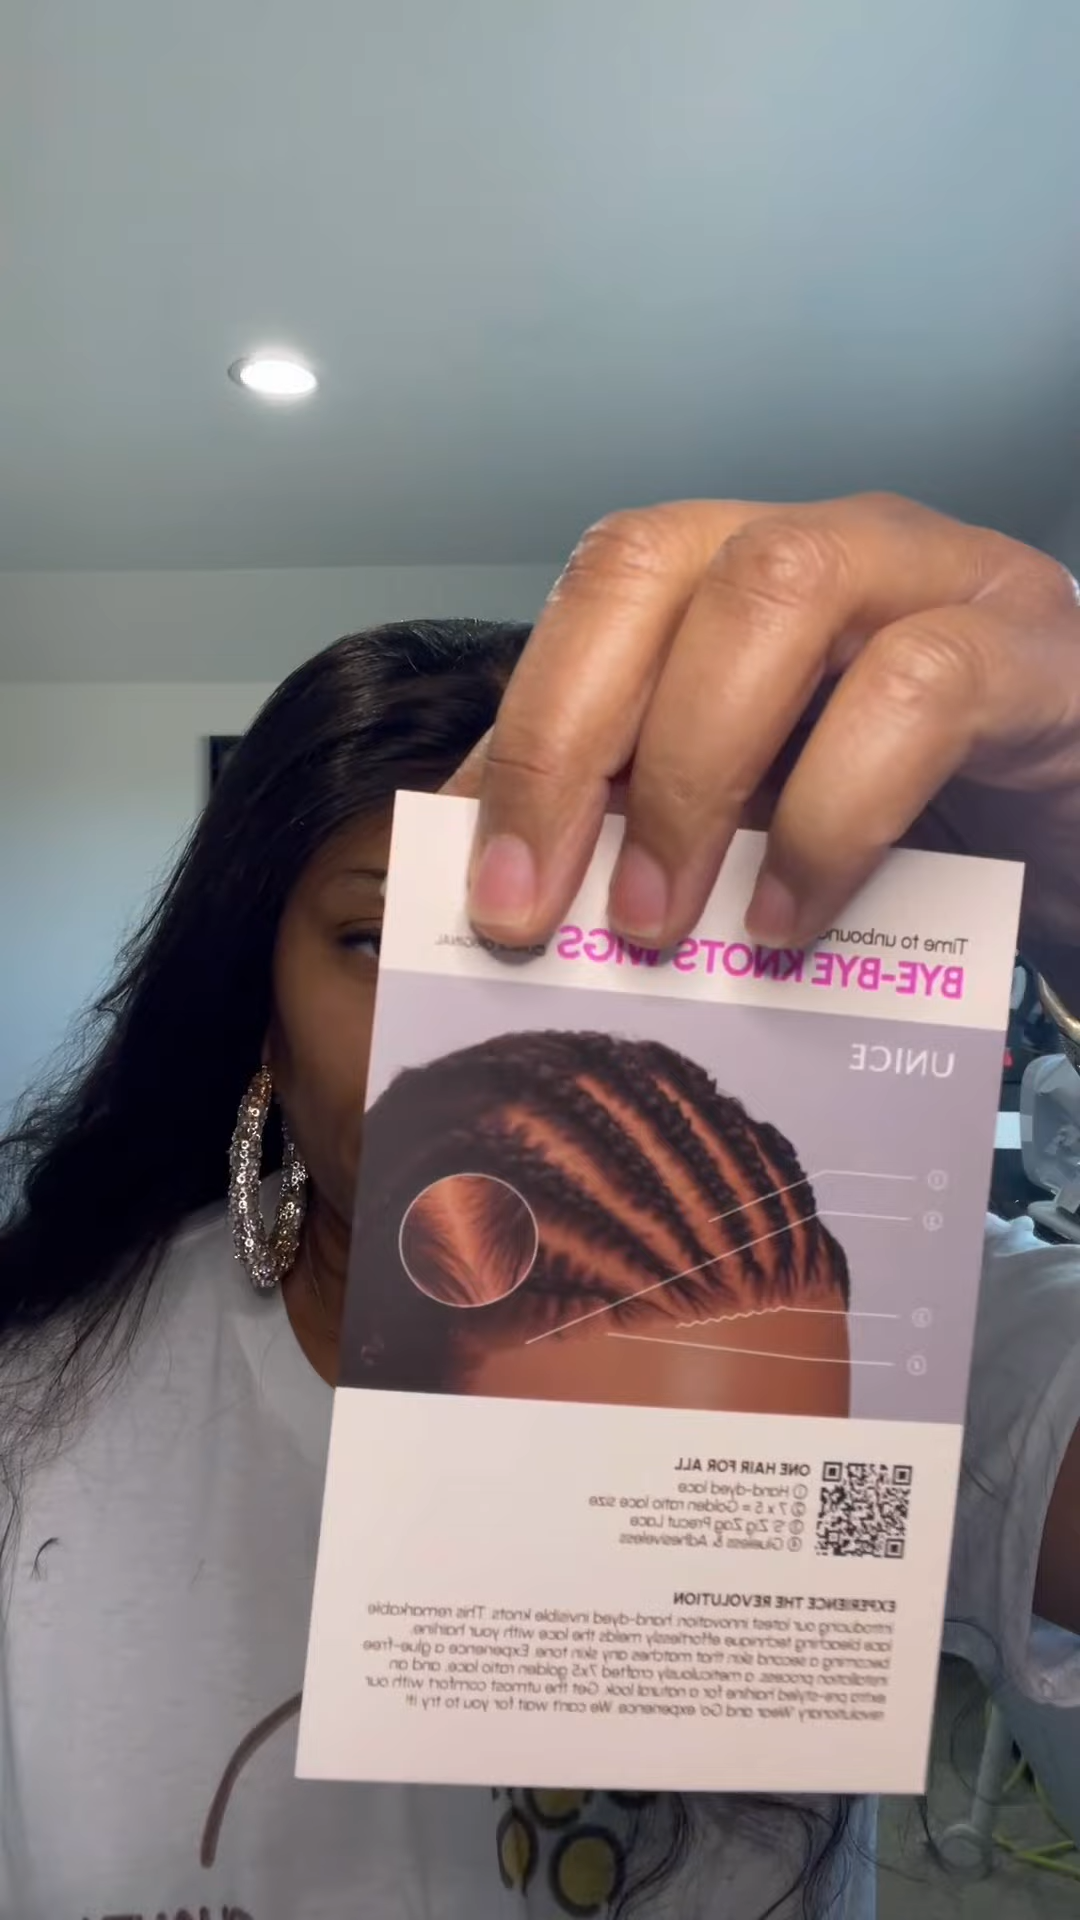 Time to unbound
BYE-BYE KNOTS WIGS
ORIGINAL
UNICE
①
②
③
④
ONE HAIR FOR ALL
① Hand-dyed lace
② 7 x 5 = Golden ratio lace size
③ S' Zig Zag Precut Lace
④ Glueless & Adhesiveless
EXPERIENCE THE REVOLUTION
Introducing our latest innovation: hand-dyed invisible knots. This remarkable
lace bleaching technique effortlessly melds the lace with your hairline,
becoming a second skin that matches any skin tone. Experience a glue-free
installation process, a meticulously crafted 7x5 golden ratio lace, and an
extra pre-styled hairline for a natural look. Get the utmost comfort with our
revolutionary 'Wear and Go' experience. We can't wait for you to try it!